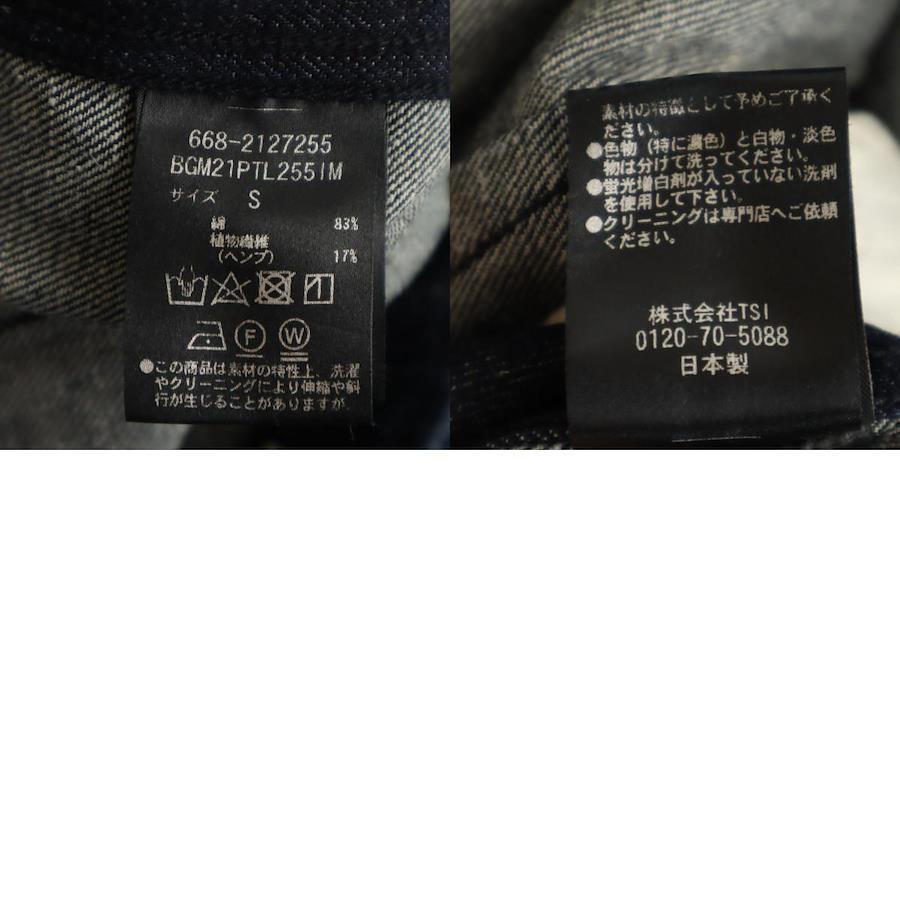 668-2127255
BGM21PTL255IM
サイズ S
綿 83%
植物繊維
(ヘンプ) 17%
F W
●この商品は素材の特性上、洗濯
やクリーニングにより伸縮や斜
行が生じることがありますが、
素材の特徴として予めご了承く
ださい。
●色物(特に濃色)と白物・淡色
物は分けて洗ってください。
●蛍光増白剤が入っていない洗剤
を使用して下さい。
●クリーニングは専門店へご依頼
ください。
株式会社TSI
0120-70-5088
日本製